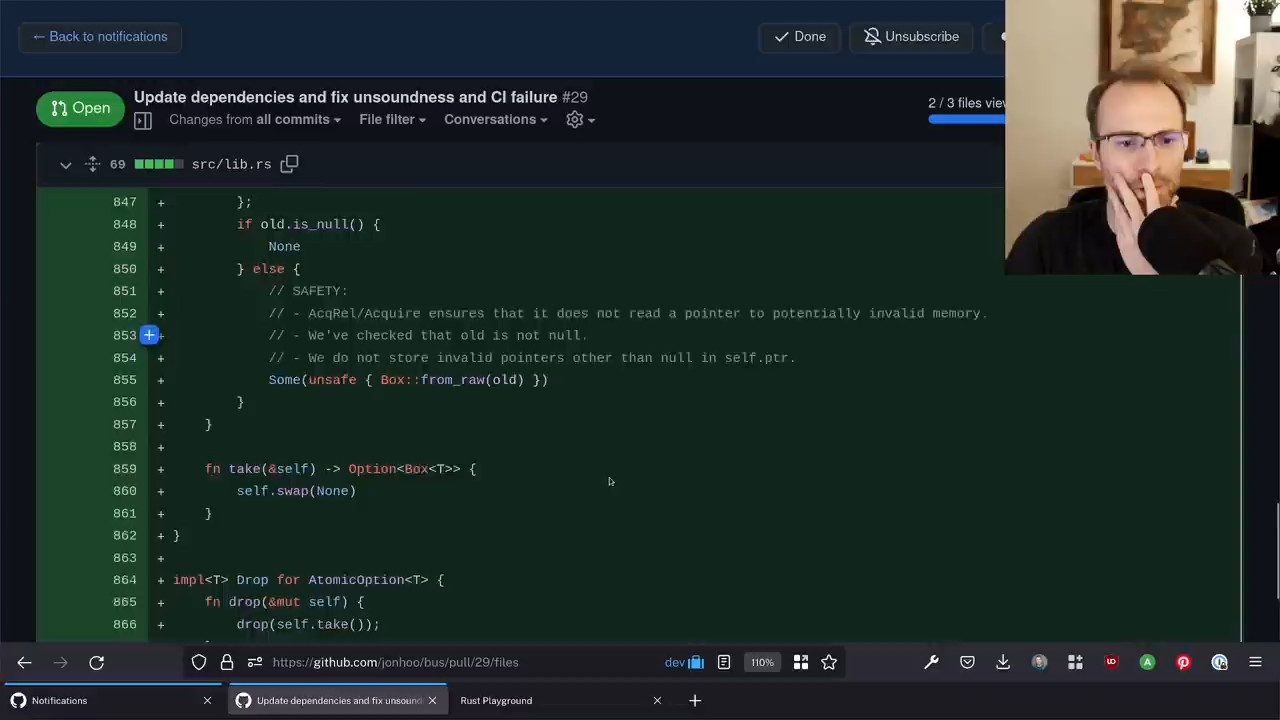 ← Back to notifications
Done
Unsubscribe
Open
Update dependencies and fix unsoundness and CI failure #29
Changes from all commits
File filter
Conversations
2 / 3 files view
69
src/lib.rs
847 + };
848 + if old.is_null() {
849 + None
850 + } else {
851 + // SAFETY:
852 + // - AcqRel/Acquire ensures that it does not read a pointer to potentially invalid memory.
853 + // - We've checked that old is not null.
854 + // - We do not store invalid pointers other than null in self.ptr.
855 + Some(unsafe { Box::from_raw(old) })
856 + }
857 + }
858 +
859 + fn take(&self) -> Option<Box<T>> {
860 + self.swap(None)
861 + }
862 + }
863 +
864 + impl<T> Drop for AtomicOption<T> {
865 + fn drop(&mut self) {
866 + drop(self.take());
https://github.com/jonhoo/bus/pull/29/files
dev
110%
Notifications
Update dependencies and fix unsound
Rust Playground